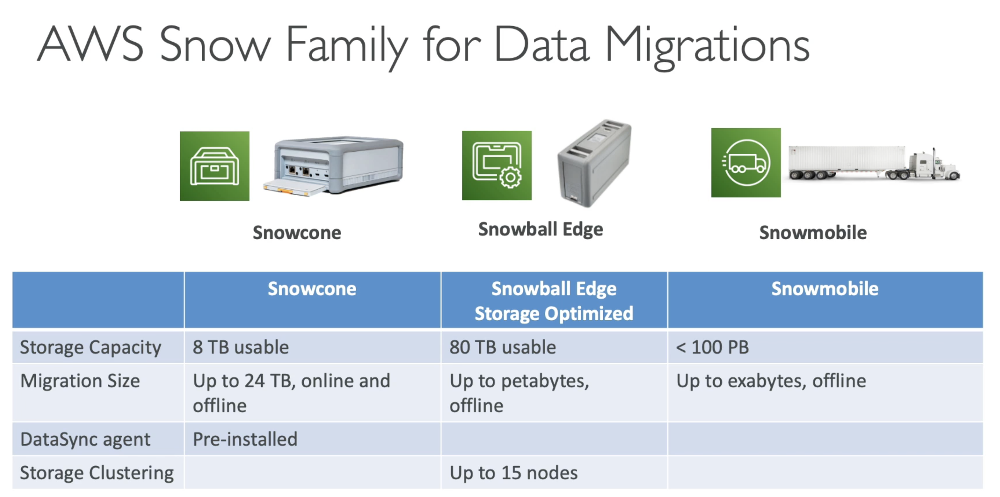 AWS Snow Family for Data Migrations
Snowcone
Snowball Edge
Snowmobile
Snowcone
Snowball Edge
Storage Optimized
Snowmobile
Storage Capacity
8 TB usable
80 TB usable
< 100 PB
Migration Size
Up to 24 TB, online and
offline
Up to petabytes,
offline
Up to exabytes, offline
DataSync agent
Pre-installed
Storage Clustering
Up to 15 nodes